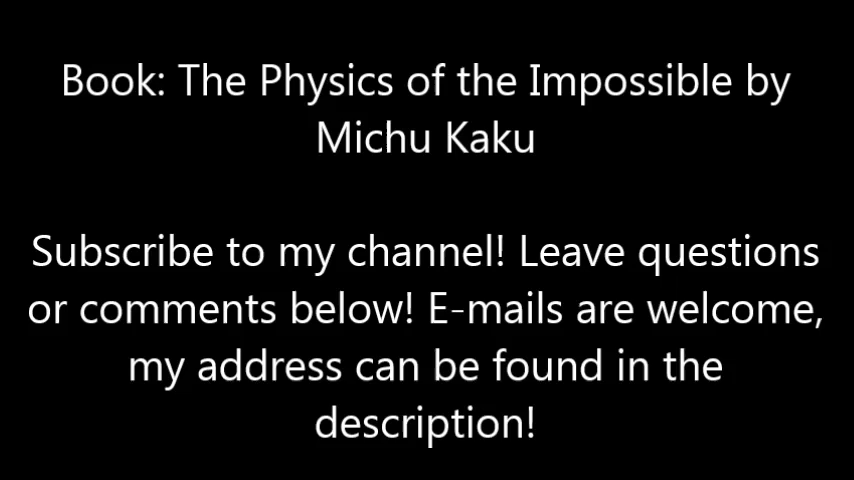 Book: The Physics of the Impossible by
Michu Kaku
Subscribe to my channel! Leave questions
or comments below! E-mails are welcome,
my address can be found in the
description!